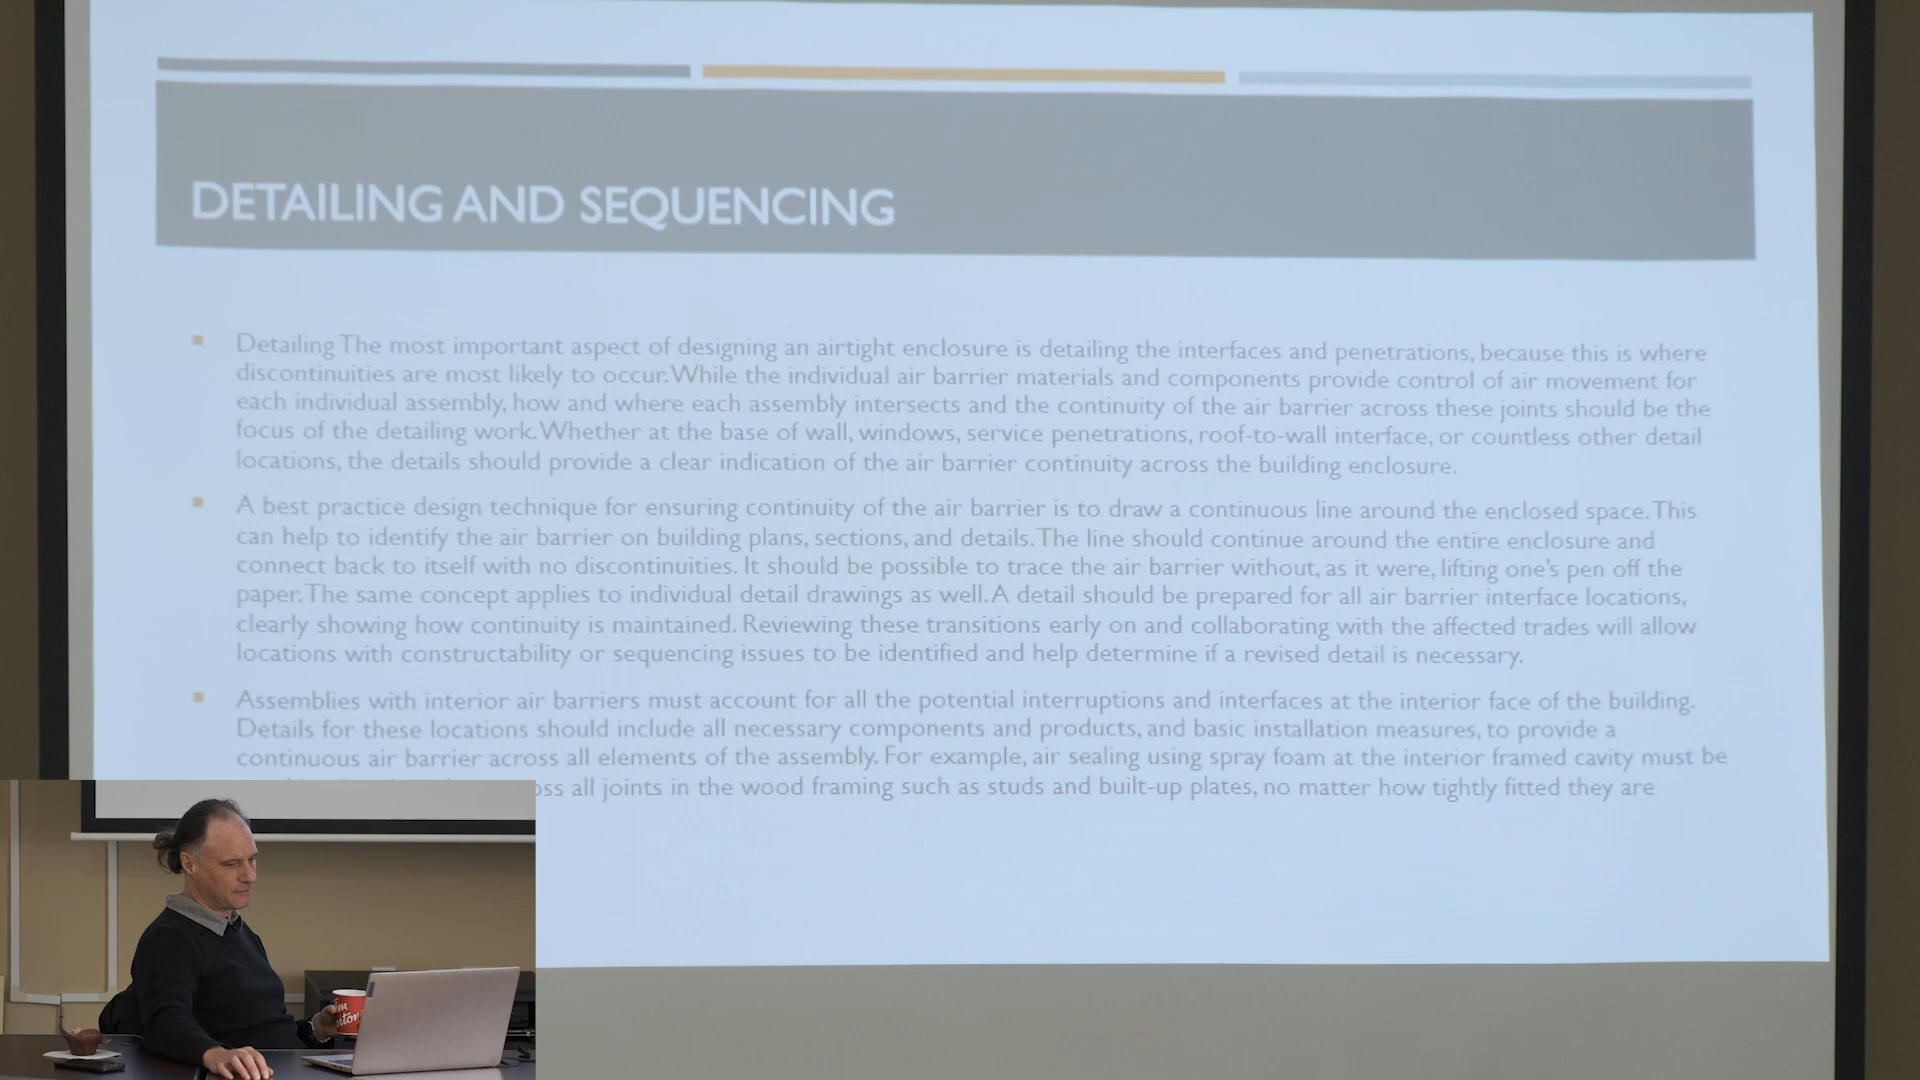 DETAILING AND SEQUENCING
Detailing The most important aspect of designing an airtight enclosure is detailing the interfaces and penetrations, because this is where
discontinuities are most likely to occur. While the individual air barrier materials and components provide control of air movement for
each individual assembly, how and where each assembly intersects and the continuity of the air barrier across these joints should be the
focus of the detailing work. Whether at the base of wall, windows, service penetrations, roof-to-wall interface, or countless other detail
locations, the details should provide a clear indication of the air barrier continuity across the building enclosure.
A best practice design technique for ensuring continuity of the air barrier is to draw a continuous line around the enclosed space. This
can help to identify the air barrier on building plans, sections, and details. The line should continue around the entire enclosure and
connect back to itself with no discontinuities. It should be possible to trace the air barrier without, as it were, lifting one's pen off the
paper. The same concept applies to individual detail drawings as well. A detail should be prepared for all air barrier interface locations,
clearly showing how continuity is maintained. Reviewing these transitions early on and collaborating with the affected trades will allow
locations with constructability or sequencing issues to be identified and help determine if a revised detail is necessary.
Assemblies with interior air barriers must account for all the potential interruptions and interfaces at the interior face of the building.
Details for these locations should include all necessary components and products, and basic installation measures, to provide a
continuous air barrier across all elements of the assembly. For example, air sealing using spray foam at the interior framed cavity must be
all joints in the wood framing such as studs and built-up plates, no matter how tightly fitted they are